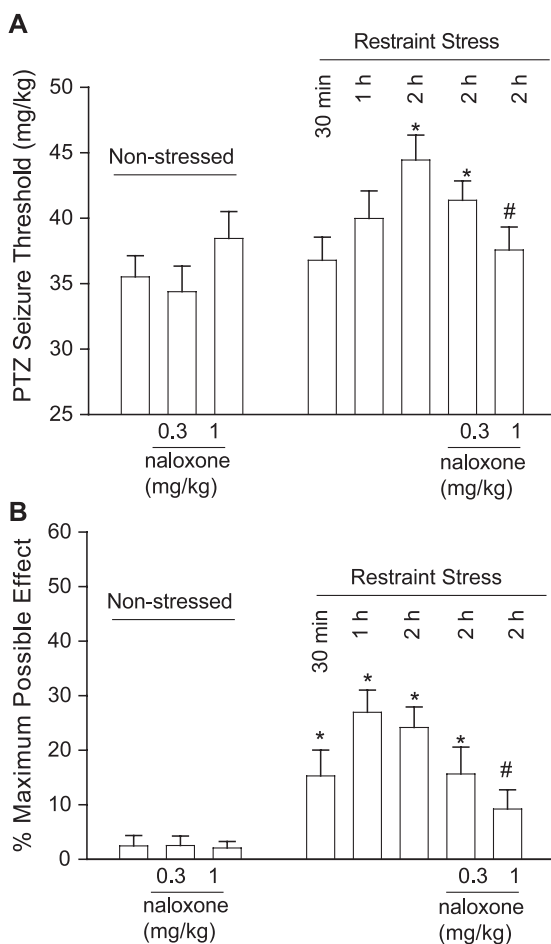 A
Restraint Stress
30 min 1 h 2 h 2 h 2 h
PTZ Seizure Threshold (mg/kg)
50
45
40
35
30
25
Non-stressed
* * #
0.3 1 0.3 1
naloxone naloxone
(mg/kg) (mg/kg)
B
% Maximum Possible Effect
60
50
40
30
20
10
0
Non-stressed
Restraint Stress
30 min 1 h 2 h 2 h 2 h
* * * * #
0.3 1 0.3 1
naloxone naloxone
(mg/kg) (mg/kg)